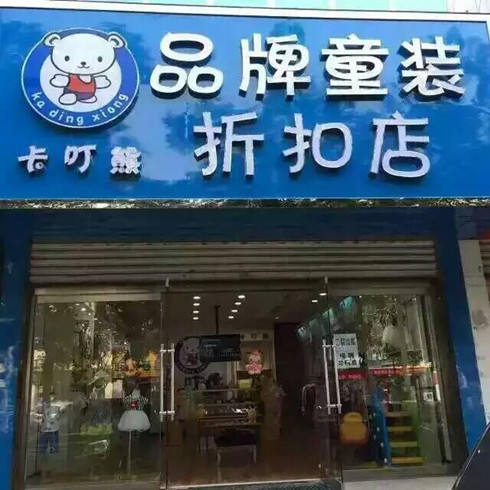 品牌童装
ka ding xiong
卡叮熊
折扣店